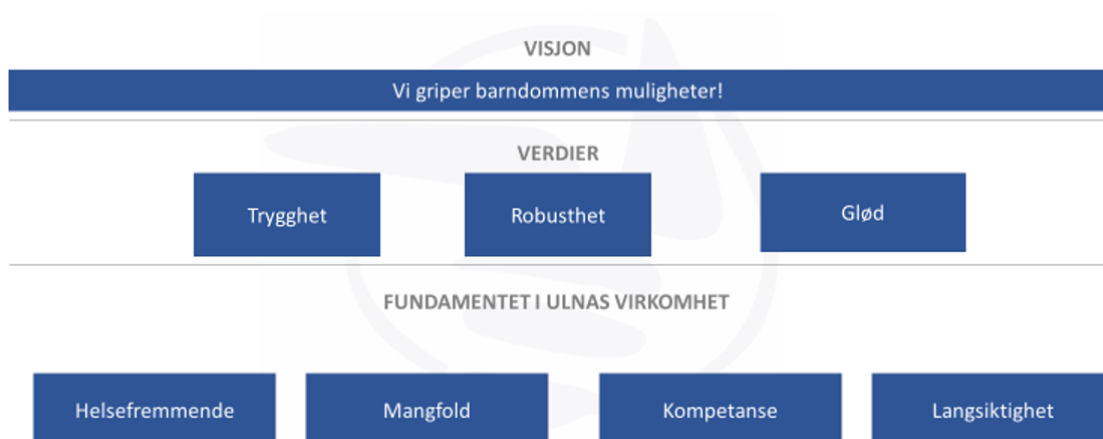 VISJON
Vi griper barndommens muligheter!
VERDIER
Trygghet Robusthet Glød
FUNDAMENTET I ULNAS VIRKOMHET
Helsefremmende Mangfold Kompetanse Langsiktighet